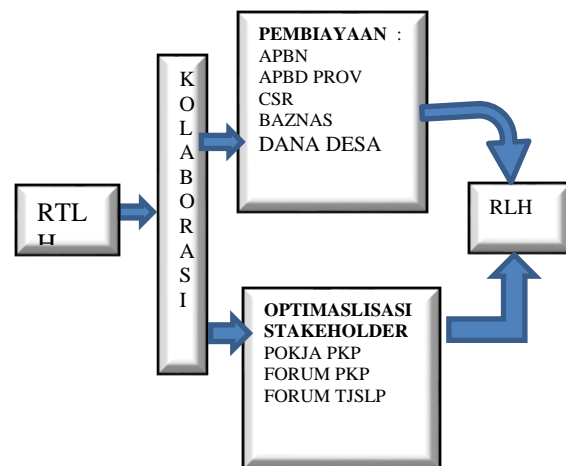 RTL
H
K
O
L
A
B
O
R
A
S
I
PEMBIAYAAN :
APBN
APBD PROV
CSR
BAZNAS
DANA DESA
OPTIMASLISASI
STAKEHOLDER
POKJA PKP
FORUM PKP
FORUM TJSLP
RLH